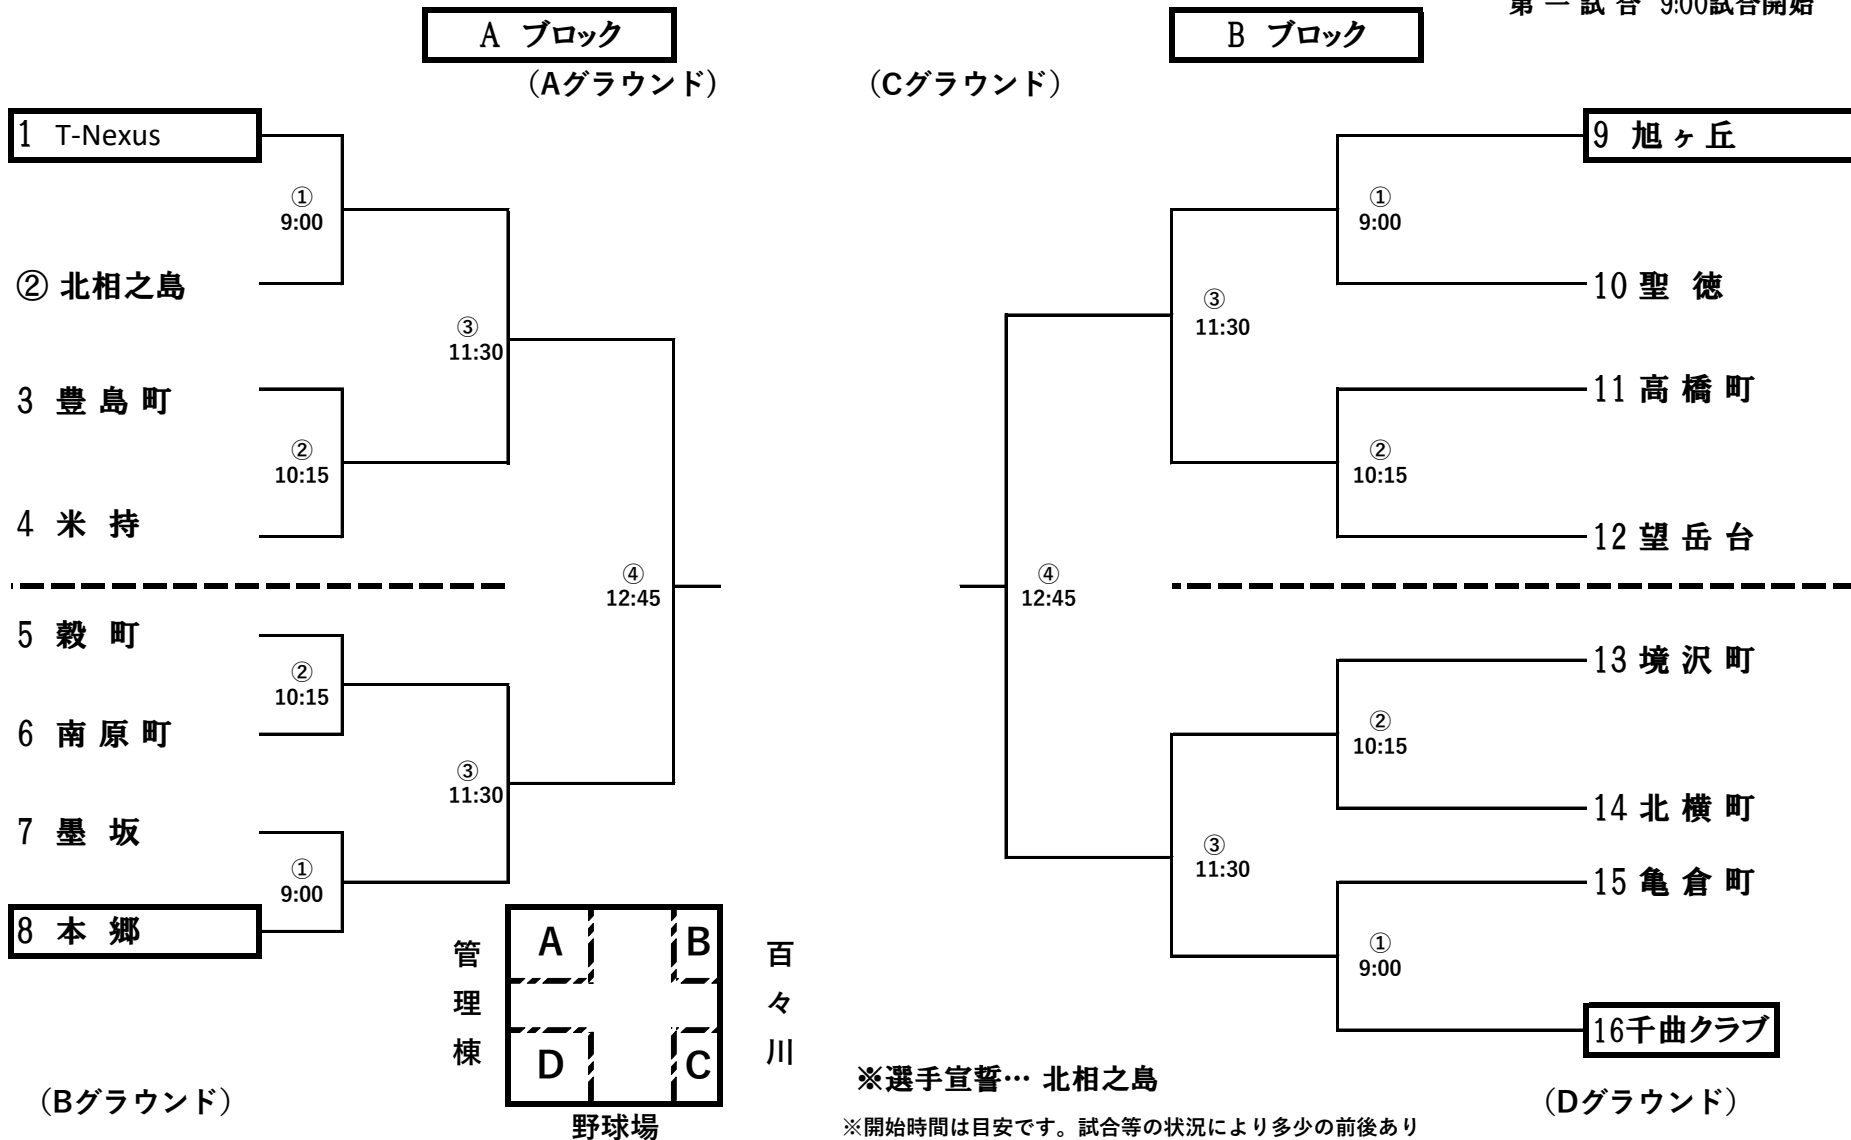 第一試合 9:00試合開始
A ブロック
B ブロック
(Aグラウンド)
(Cグラウンド)
1 T-Nexus
①
9:00
② 北相之島
③
11:30
3 豊島町
②
10:15
4 米持
④
12:45
5 穀町
②
10:15
6 南原町
③
11:30
7 墨坂
①
9:00
8 本郷
(Bグラウンド)
9 旭ヶ丘
①
9:00
10 聖徳
③
11:30
11 高橋町
②
10:15
12 望岳台
④
12:45
13 境沢町
②
10:15
14 北横町
③
11:30
15 亀倉町
①
9:00
16千曲クラブ
(Dグラウンド)
管理棟
A
B
D
C
百々川
野球場
※選手宣誓… 北相之島
※開始時間は目安です。試合等の状況により多少の前後あり